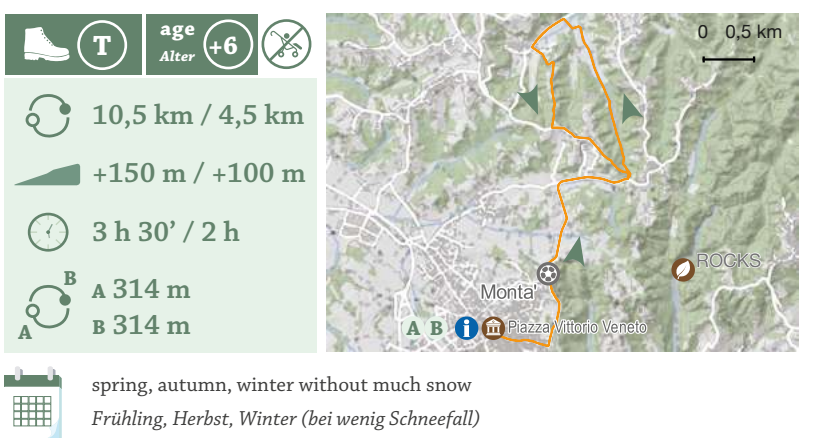 T
age
Alter
+6
10,5 km / 4,5 km
+150 m / +100 m
3 h 30’ / 2 h
B
A
A 314 m
B 314 m
0 0,5 km
ROCKS
Monta'
A B
i
Piazza Vittorio Veneto
spring, autumn, winter without much snow
Frühling, Herbst, Winter (bei wenig Schneefall)